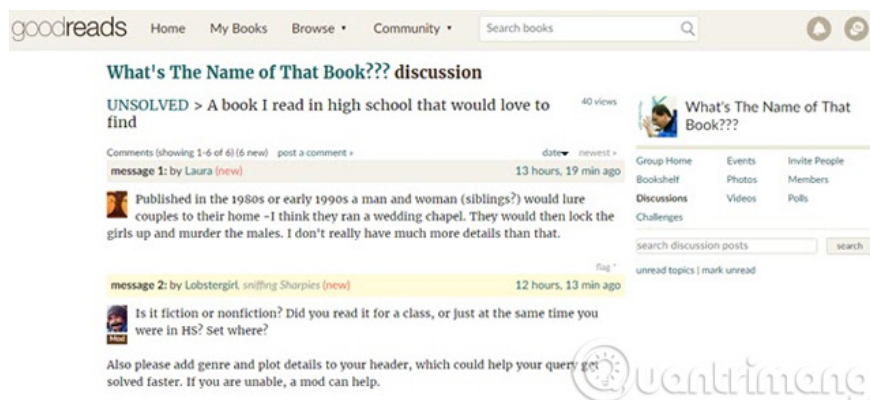 goodreads Home My Books Browse ▾ Community ▾ Search books
What's The Name of That Book??? discussion
UNSOLVED > A book I read in high school that would love to
find
40 views
Comments (showing 1-6 of 6) (6 new) post a comment » date▾ newest »
message 1: by Laura (new) 13 hours, 19 min ago
Published in the 1980s or early 1990s a man and woman (siblings?) would lure
couples to their home -I think they ran a wedding chapel. They would then lock the
girls up and murder the males. I don't really have much more details than that.
flag *
message 2: by Lobstergirl, sniffing Sharpies (new) 12 hours, 13 min ago
Is it fiction or nonfiction? Did you read it for a class, or just at the same time you
were in HS? Set where?
Mod
Also please add genre and plot details to your header, which could help your query get
solved faster. If you are unable, a mod can help.
What's The Name of That
Book???
Group Home Events Invite People
Bookshelf Photos Members
Discussions Videos Polls
Challenges
search discussion posts search
unread topics | mark unread
Quantrimang